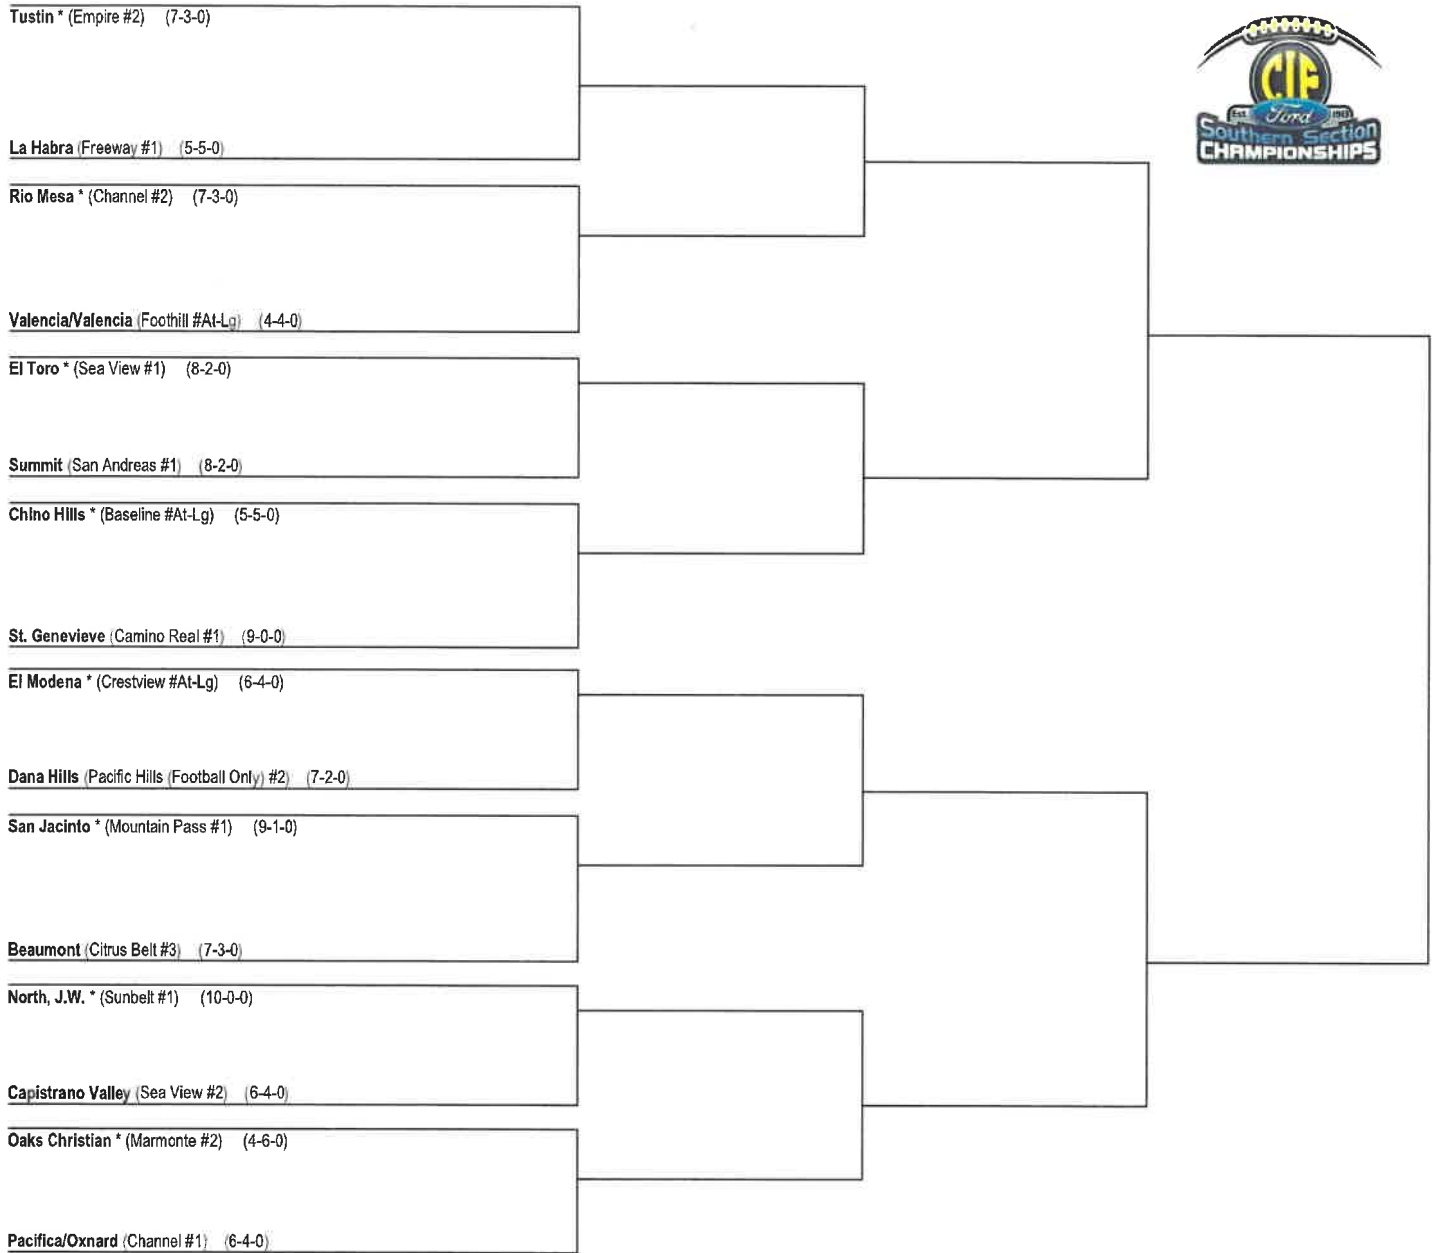 Tustin * (Empire #2) (7-3-0)
CIF
Est. Ford 1913
Southern Section
CHAMPIONSHIPS
La Habra (Freeway #1) (5-5-0)
Rio Mesa * (Channel #2) (7-3-0)
Valencia/Valencia (Foothill #At-Lg) (4-4-0)
El Toro * (Sea View #1) (8-2-0)
Summit (San Andreas #1) (8-2-0)
Chino Hills * (Baseline #At-Lg) (5-5-0)
St. Genevieve (Camino Real #1) (9-0-0)
El Modena * (Crestview #At-Lg) (6-4-0)
Dana Hills (Pacific Hills (Football Only) #2) (7-2-0)
San Jacinto * (Mountain Pass #1) (9-1-0)
Beaumont (Citrus Belt #3) (7-3-0)
North, J.W. * (Sunbelt #1) (10-0-0)
Capistrano Valley (Sea View #2) (6-4-0)
Oaks Christian * (Marmonte #2) (4-6-0)
Pacifica/Oxnard (Channel #1) (6-4-0)